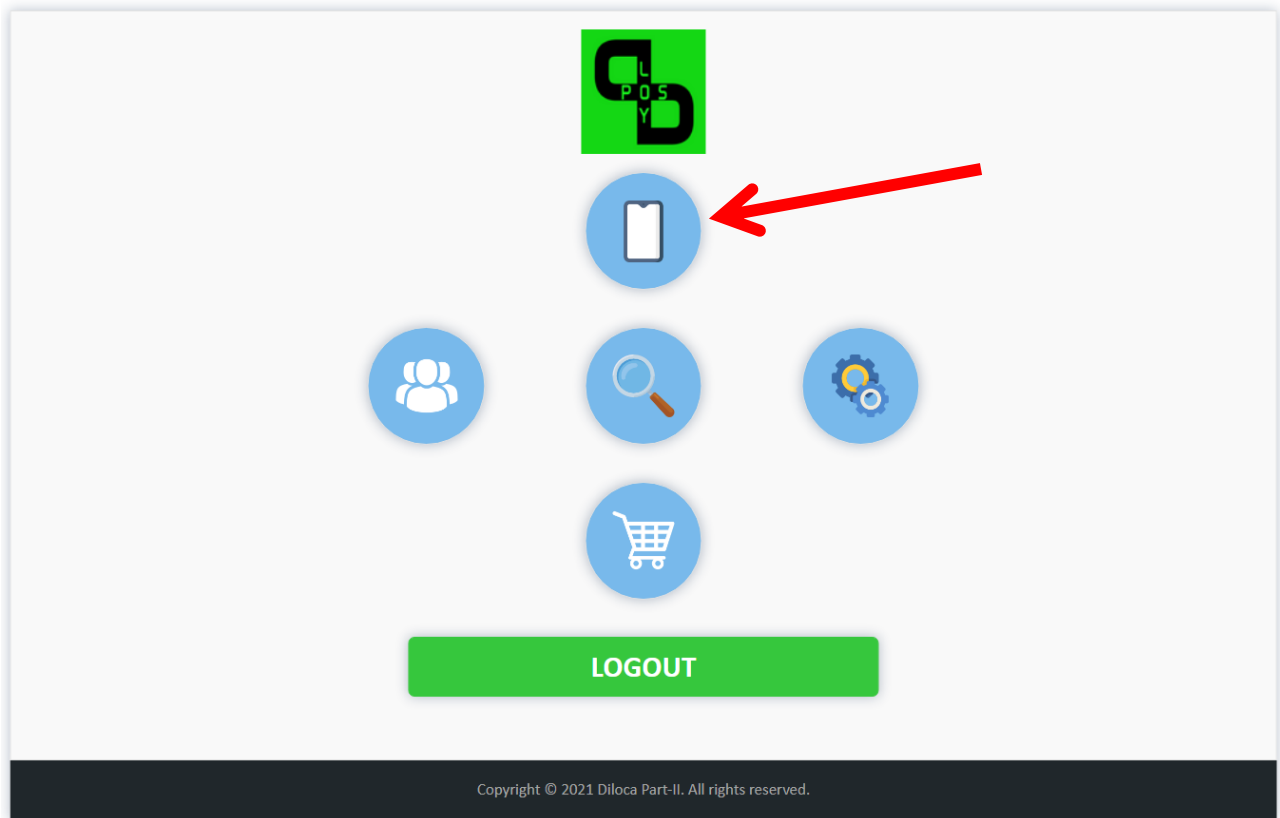 L
POS
Y
LOGOUT
Copyright © 2021 Diloca Part-II. All rights reserved.